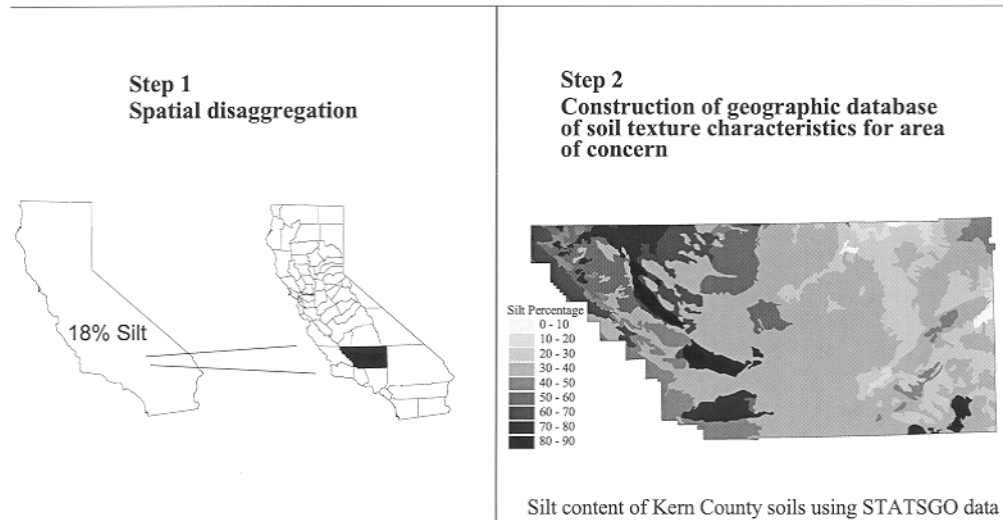 Step 1
Spatial disaggregation
18% Silt
Step 2
Construction of geographic database
of soil texture characteristics for area
of concern
Silt Percentage
0 - 10
10 - 20
20 - 30
30 - 40
40 - 50
50 - 60
60 - 70
70 - 80
80 - 90
Silt content of Kern County soils using STATSGO data